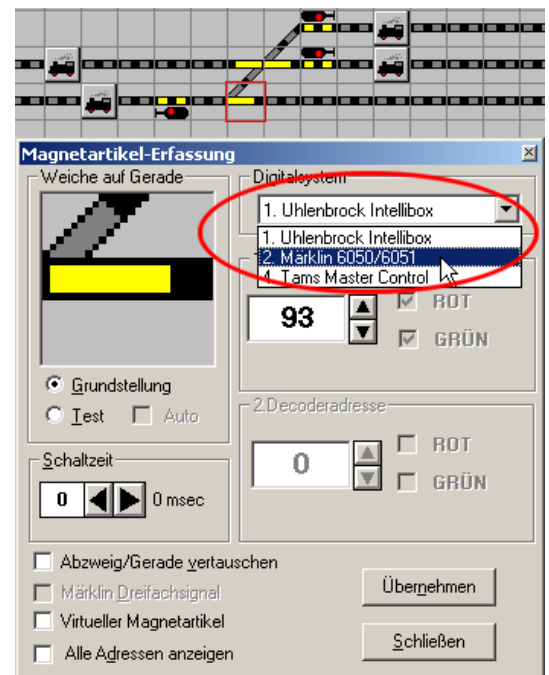 Magnetartikel-Erfassung
Weiche auf Gerade
Digitalsystem
1. Uhlenbrock Intellibox
1. Uhlenbrock Intellibox
2. Märklin 6050/6051
4. Tams Master Control
93
ROT
GRÜN
Grundstellung
Test
Auto
2.Decoderadresse
0
ROT
GRÜN
Schaltzeit
0
0 msec
Abzweig/Gerade vertauschen
Märklin Dreifachsignal
Virtueller Magnetartikel
Alle Adressen anzeigen
Übernehmen
Schließen